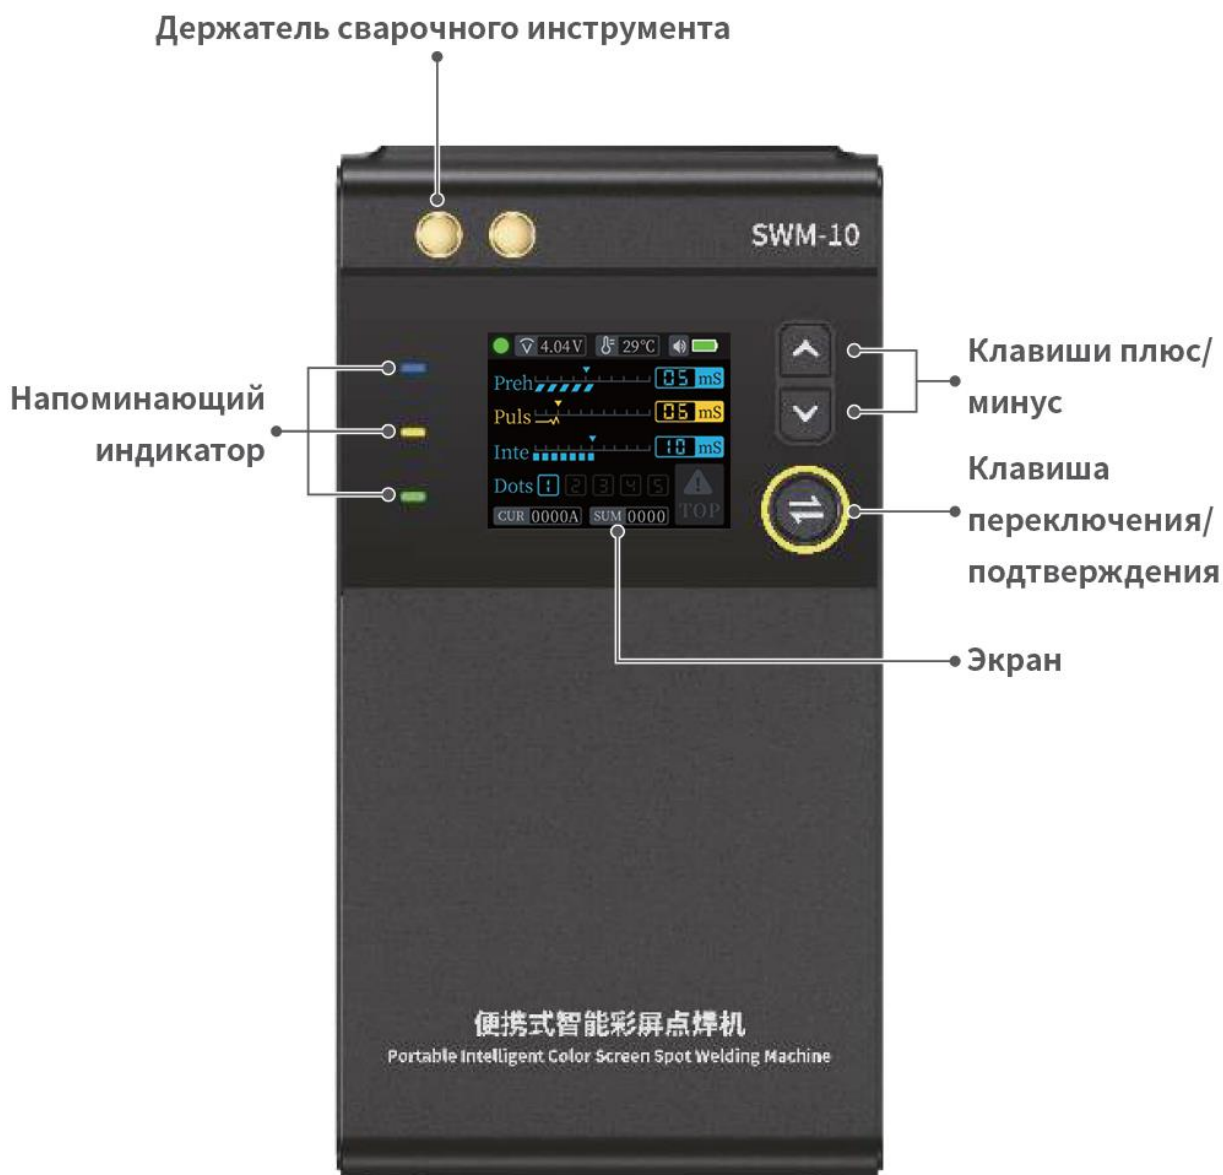 Держатель сварочного инструмента
SWM-10
4.04V 29°C
Preh 05 mS
Puls 06 mS
Inte 10 mS
Dots 1 2 3 4 5
TOP
CUR 0000A SUM 0000
Напоминающий
индикатор
Клавиши плюс/
минус
Клавиша
переключения/
подтверждения
Экран
便携式智能彩屏点焊机
Portable Intelligent Color Screen Spot Welding Machine